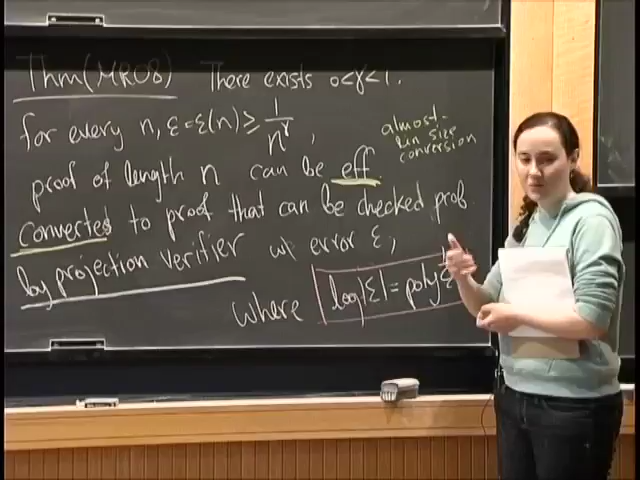 Thm (MR08) There exists 0<γ<1.
for every n, ε=ε(n) ≥ 1/n^γ,
almost-
lin size
conversion
proof of length n can be eff
converted to proof that can be checked prob
by projection verifier w/ error ε,
where log|Σ| = poly